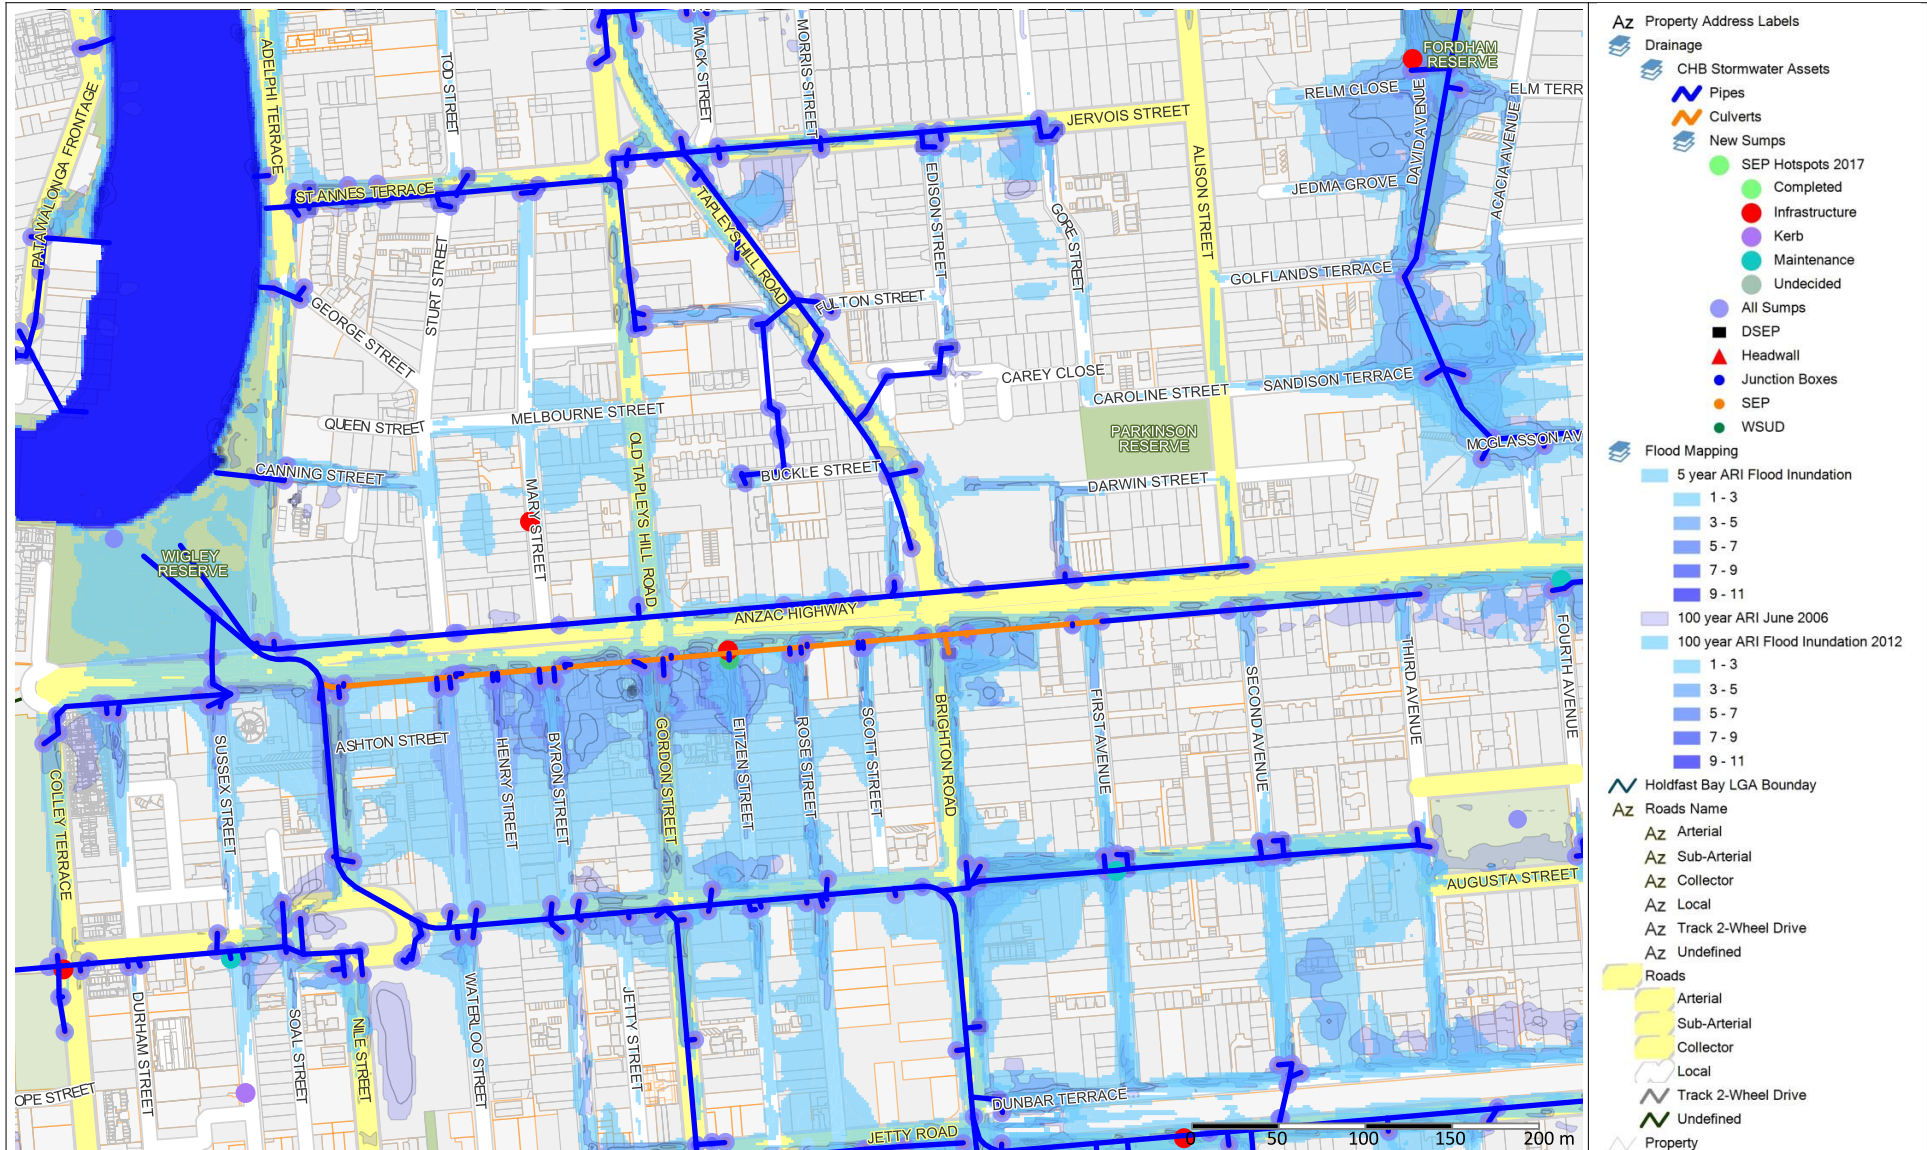 ADELPHI TERRACE
TOD STREET
MACK STREET
MORRIS STREET
FORDHAM
RESERVE
RELM CLOSE
ELM TERR
PATAWALONGA FRONTAGE
JERVOIS STREET
DAVID AVENUE
ACACIA AVENUE
ALISON STREET
ST ANNES TERRACE
EDISON STREET
JEDMA GROVE
TAPLEYS HILL ROAD
GORE STREET
STURT STREET
GOLFLANDS TERRACE
GEORGE STREET
FULTON STREET
CAREY CLOSE
CAROLINE STREET
SANDISON TERRACE
MELBOURNE STREET
QUEEN STREET
PARKINSON
RESERVE
MCGLASSON AV
OLD TAPLEYS HILL ROAD
CANNING STREET
BUCKLE STREET
DARWIN STREET
MARY STREET
WIGLEY
RESERVE
ANZAC HIGHWAY
THIRD AVENUE
FOURTH AVENUE
ASHTON STREET
SUSSEX STREET
HENRY STREET
BYRON STREET
GORDON STREET
EITZEN STREET
ROSE STREET
SCOTT STREET
BRIGHTON ROAD
FIRST AVENUE
SECOND AVENUE
COLLEY TERRACE
AUGUSTA STREET
DURHAM STREET
SOAL STREET
NILE STREET
WATERLOO STREET
JETTY STREET
OPE STREET
DUNBAR TERRACE
JETTY ROAD
0 50 100 150 200 m
Az Property Address Labels
Drainage
CHB Stormwater Assets
Pipes
Culverts
New Sumps
SEP Hotspots 2017
Completed
Infrastructure
Kerb
Maintenance
Undecided
All Sumps
DSEP
Headwall
Junction Boxes
SEP
WSUD
Flood Mapping
5 year ARI Flood Inundation
1 - 3
3 - 5
5 - 7
7 - 9
9 - 11
100 year ARI June 2006
100 year ARI Flood Inundation 2012
1 - 3
3 - 5
5 - 7
7 - 9
9 - 11
Holdfast Bay LGA Bounday
Az Roads Name
Az Arterial
Az Sub-Arterial
Az Collector
Az Local
Az Track 2-Wheel Drive
Az Undefined
Roads
Arterial
Sub-Arterial
Collector
Local
Track 2-Wheel Drive
Undefined
Property